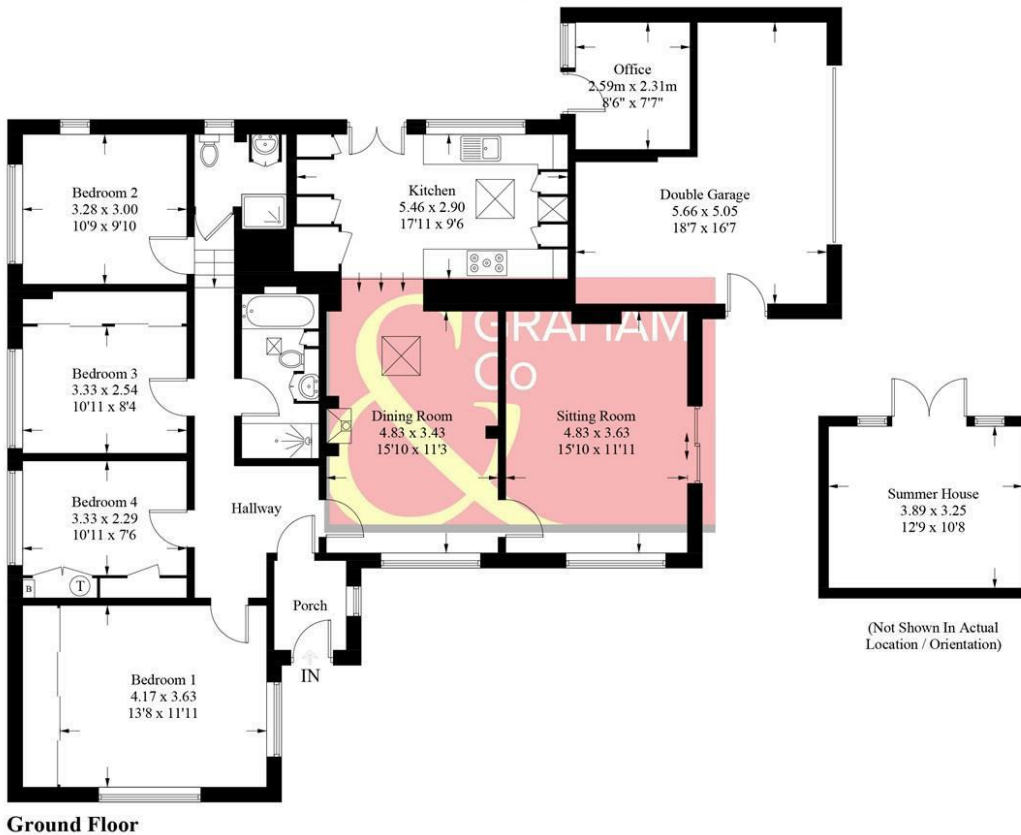 Office
2.59m x 2.31m
8'6" x 7'7"
Bedroom 2
3.28 x 3.00
10'9 x 9'10
Kitchen
5.46 x 2.90
17'11 x 9'6
Double Garage
5.66 x 5.05
18'7 x 16'7
GRAHAM
Co
&
Bedroom 3
3.33 x 2.54
10'11 x 8'4
Dining Room
4.83 x 3.43
15'10 x 11'3
Sitting Room
4.83 x 3.63
15'10 x 11'11
Bedroom 4
3.33 x 2.29
10'11 x 7'6
Hallway
Summer House
3.89 x 3.25
12'9 x 10'8
B
T
Porch
(Not Shown In Actual
Location / Orientation)
IN
Bedroom 1
4.17 x 3.63
13'8 x 11'11
Ground Floor